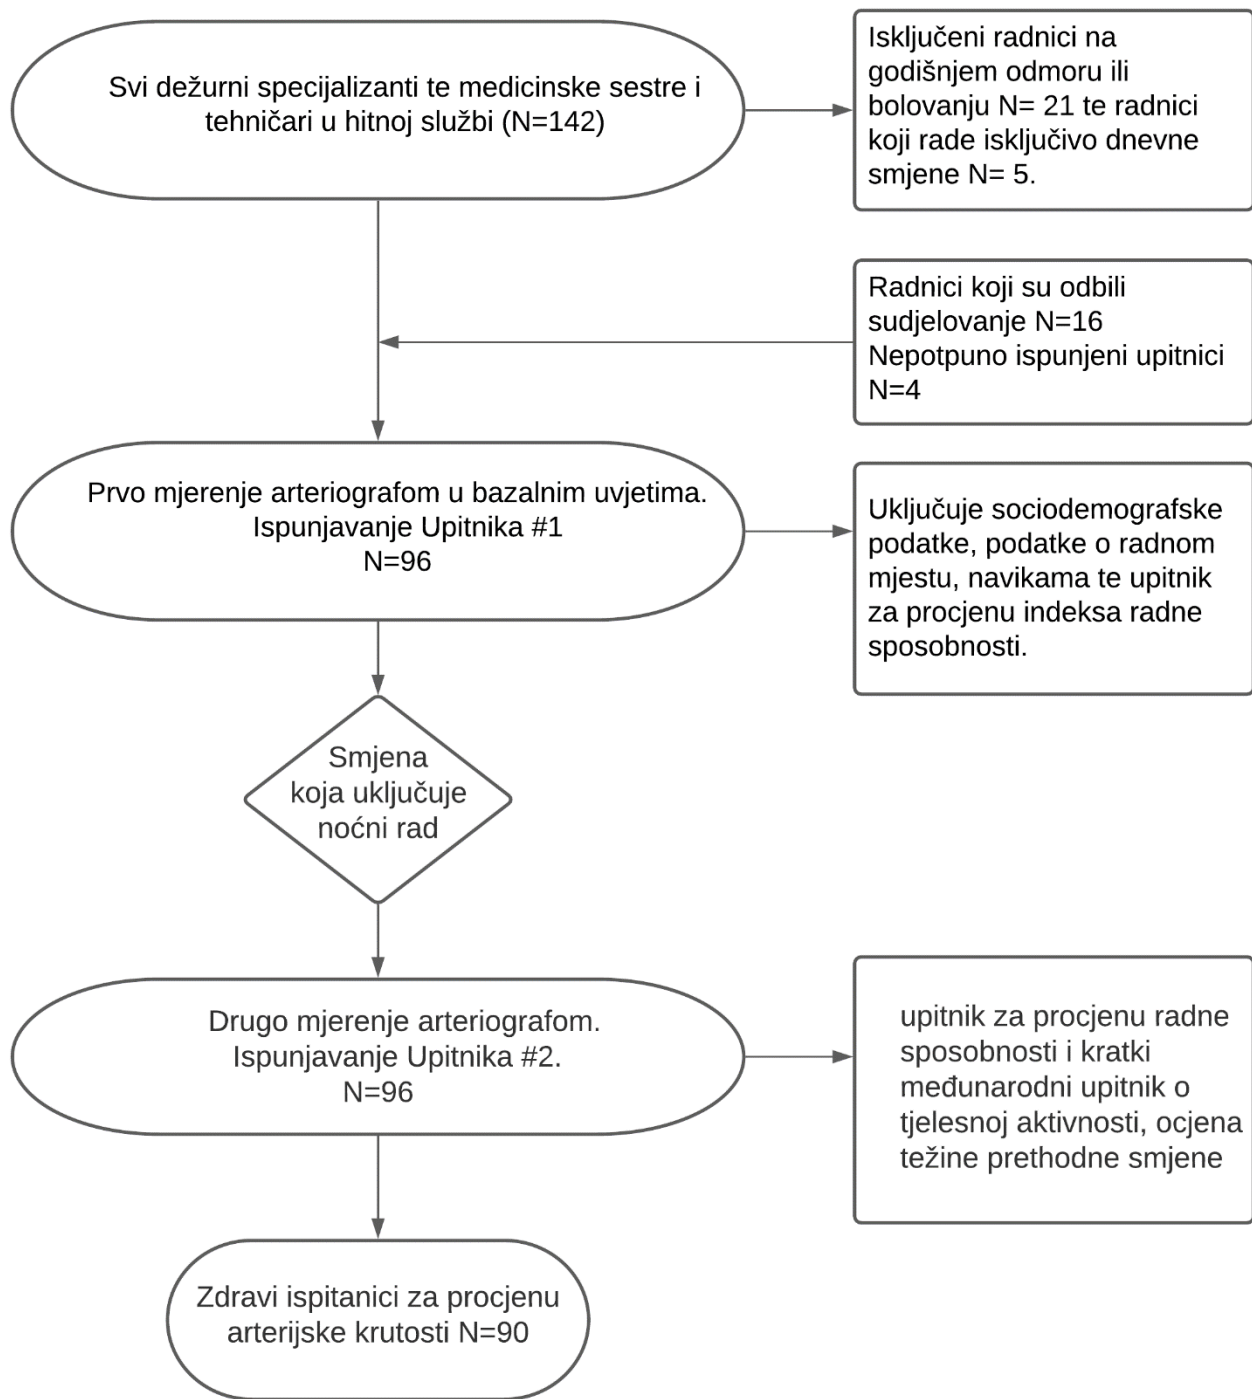 Svi dežurni specijalizanti te medicinske sestre i
tehničari u hitnoj službi (N=142)
Isključeni radnici na
godišnjem odmoru ili
bolovanju N= 21 te radnici
koji rade isključivo dnevne
smjene N= 5.
Radnici koji su odbili
sudjelovanje N=16
Nepotpuno ispunjeni upitnici
N=4
Prvo mjerenje arteriografom u bazalnim uvjetima.
Ispunjavanje Upitnika #1
N=96
Uključuje sociodemografske
podatke, podatke o radnom
mjestu, navikama te upitnik
za procjenu indeksa radne
sposobnosti.
Smjena
koja uključuje
noćni rad
Drugo mjerenje arteriografom.
Ispunjavanje Upitnika #2.
N=96
upitnik za procjenu radne
sposobnosti i kratki
međunarodni upitnik o
tjelesnoj aktivnosti, ocjena
težine prethodne smjene
Zdravi ispitanici za procjenu
arterijske krutosti N=90